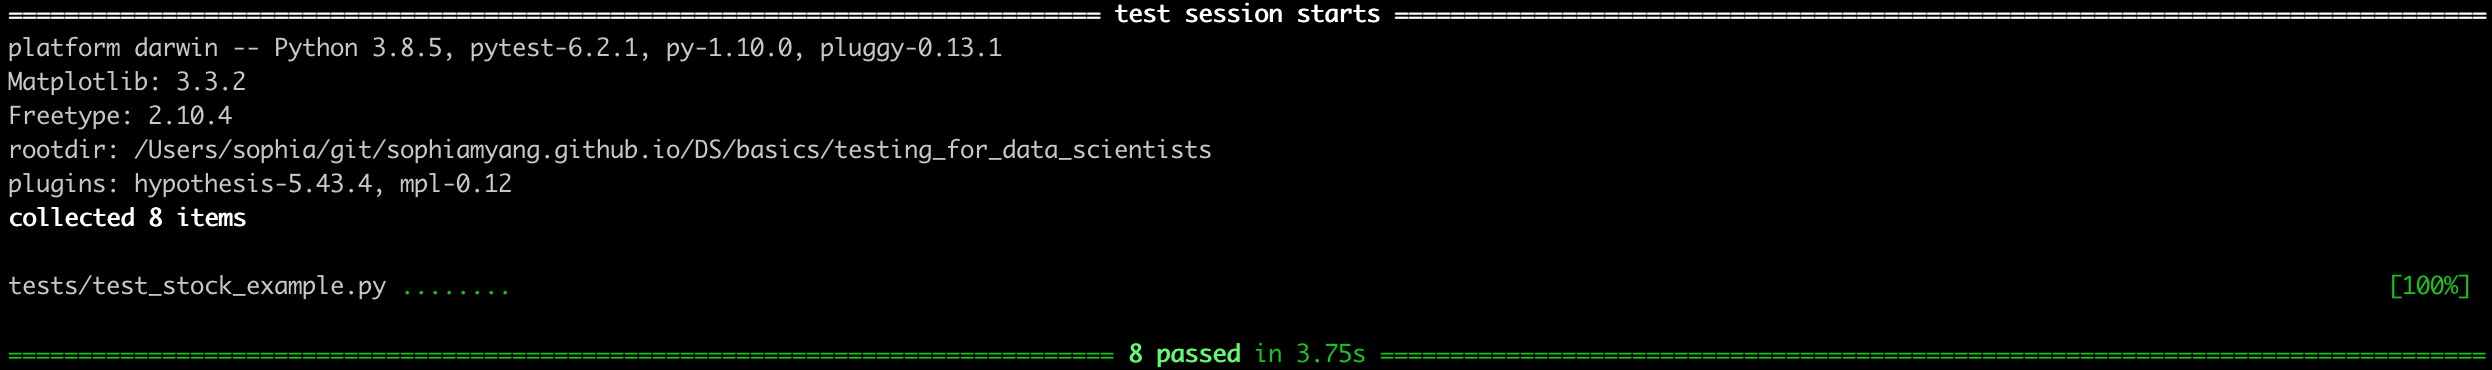 ============================================================================== test session starts ==============================================================================
platform darwin -- Python 3.8.5, pytest-6.2.1, py-1.10.0, pluggy-0.13.1
Matplotlib: 3.3.2
Freetype: 2.10.4
rootdir: /Users/sophia/git/sophiamyang.github.io/DS/basics/testing_for_data_scientists
plugins: hypothesis-5.43.4, mpl-0.12
collected 8 items
tests/test_stock_example.py ........ [100%]
=============================================================================== 8 passed in 3.75s ===============================================================================